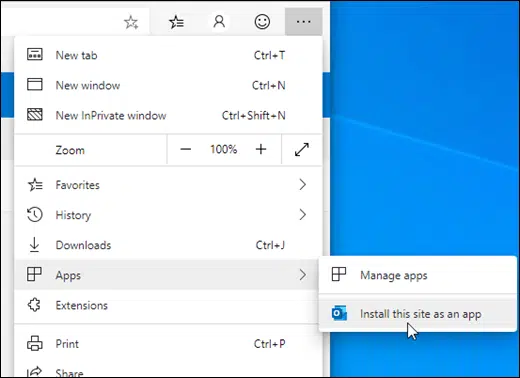 New tab Ctrl+T
New window Ctrl+N
New InPrivate window Ctrl+Shift+N
Zoom 100%
Favorites
History
Downloads Ctrl+J
Apps
Manage apps
Extensions
Install this site as an app
Print Ctrl+P
Share